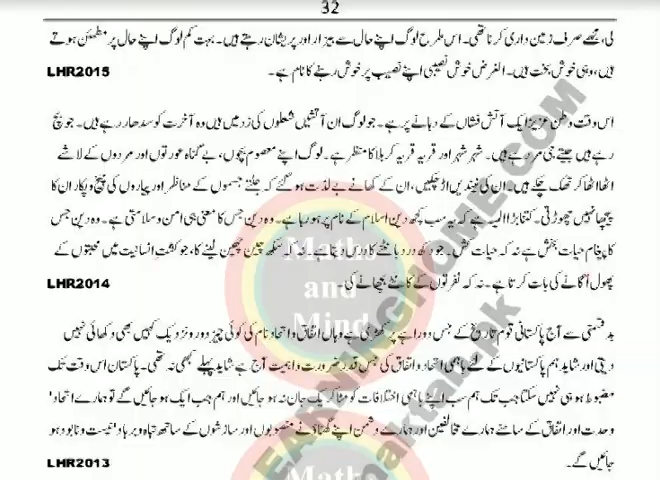 32
لی، مجھے صرف زمین داری کرنا تھی۔ اس طرح لوگ اپنے حال سے بیزار اور پریشان رہتے ہیں۔ بہت کم لوگ اپنے حال پر مطمئن ہوتے
ہیں، وہی خوش بخت ہیں۔ الغرض خوش نصیبی اپنے نصیب پر خوش رہنے کا نام ہے۔ LHR2015
اس وقت وطن عزیز ایک آتش فشاں کے دہانے پر ہے۔ جو لوگ ان آتشیں شعلوں کی زد میں ہیں وہ آخرت کو سدھار رہے ہیں۔ جو بچ
رہے ہیں جیتے جی مر رہے ہیں۔ شہر شہر اور قریہ قریہ کربلا کا منظر ہے۔ لوگ اپنے معصوم بچوں، بے گناہ عورتوں اور مردوں کے لاشے
اٹھا اٹھا کر تھک چکے ہیں۔ ان کی نیندیں اڑ چکیں، ان کے کھانے بے لذت ہو گئے کہ جلتے جسموں کے مناظر اور پیاروں کی چیخ و پکار ان کا
پیچھا نہیں چھوڑتی۔ کتنا بڑا المیہ ہے کہ یہ سب کچھ دین اسلام کے نام پر ہو رہا ہے۔ وہ دین جس کا معنی ہی امن و سلامتی ہے۔ وہ دین جس
کا پیغام حیات بخش ہے نہ کہ حیات کش۔ جو دکھ درد بانٹنے کا درس دیتا ہے۔ نہ کہ سکھ چین چھین لینے کا، جو کشتِ انسانیت میں محبتوں کے
پھول اُگانے کی بات کرتا ہے۔ نہ کہ نفرتوں کے کانٹے بچھانے کی۔ LHR2014
بدقسمتی سے آج پاکستانی قوم تاریخ کے جس دوراہے پر کھڑی ہے وہاں اتفاق و اتحاد نام کی کوئی چیز دور و نزدیک کہیں بھی دکھائی نہیں
دیتی اور شاید ہم پاکستانیوں کے لئے باہمی اتحاد و اتفاق کی جس قدر ضرورت و اہمیت آج ہے شاید پہلے کبھی نہ تھی۔ پاکستان اس وقت تک
مضبوط ہو ہی نہیں سکتا جب تک ہم سب اپنے باہمی اختلافات کو مٹا کر یک جان نہ ہو جائیں اور ہم جب ایک ہو جائیں گے تو ہمارے اتحاد،
وحدت اور اتفاق کے سامنے ہمارے مخالفین اور ہمارے دشمن اپنے گھناؤنے منصوبوں اور سازشوں کے ساتھ تباہ و برباد و نیست و نابود ہو
جائیں گے۔ LHR2013
Maths
and
Mind
Maths